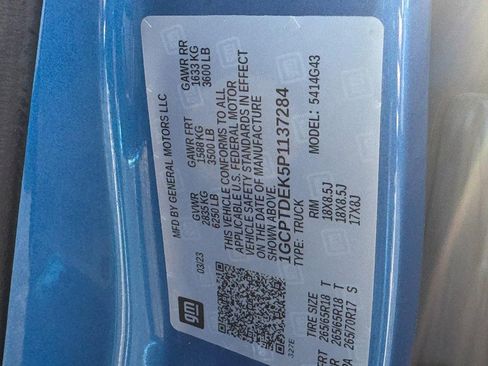 gm
MFD BY GENERAL MOTORS LLC
03/23
GVWR GAWR FRT GAWR RR
2835 KG 1588 KG 1633 KG
6250 LB 3500 LB 3600 LB
THIS VEHICLE CONFORMS TO ALL
APPLICABLE U.S. FEDERAL MOTOR
VEHICLE SAFETY STANDARDS IN EFFECT
ON THE DATE OF MANUFACTURE
SHOWN ABOVE.
1GCPTDEK5P1137284
TYPE: TRUCK MODEL: 5414G43
327E
TIRE SIZE RIM
FRT 265/65R18 T 18X8.5J
265/65R18 T 18X8.5J
265/70R17 S 17X8J